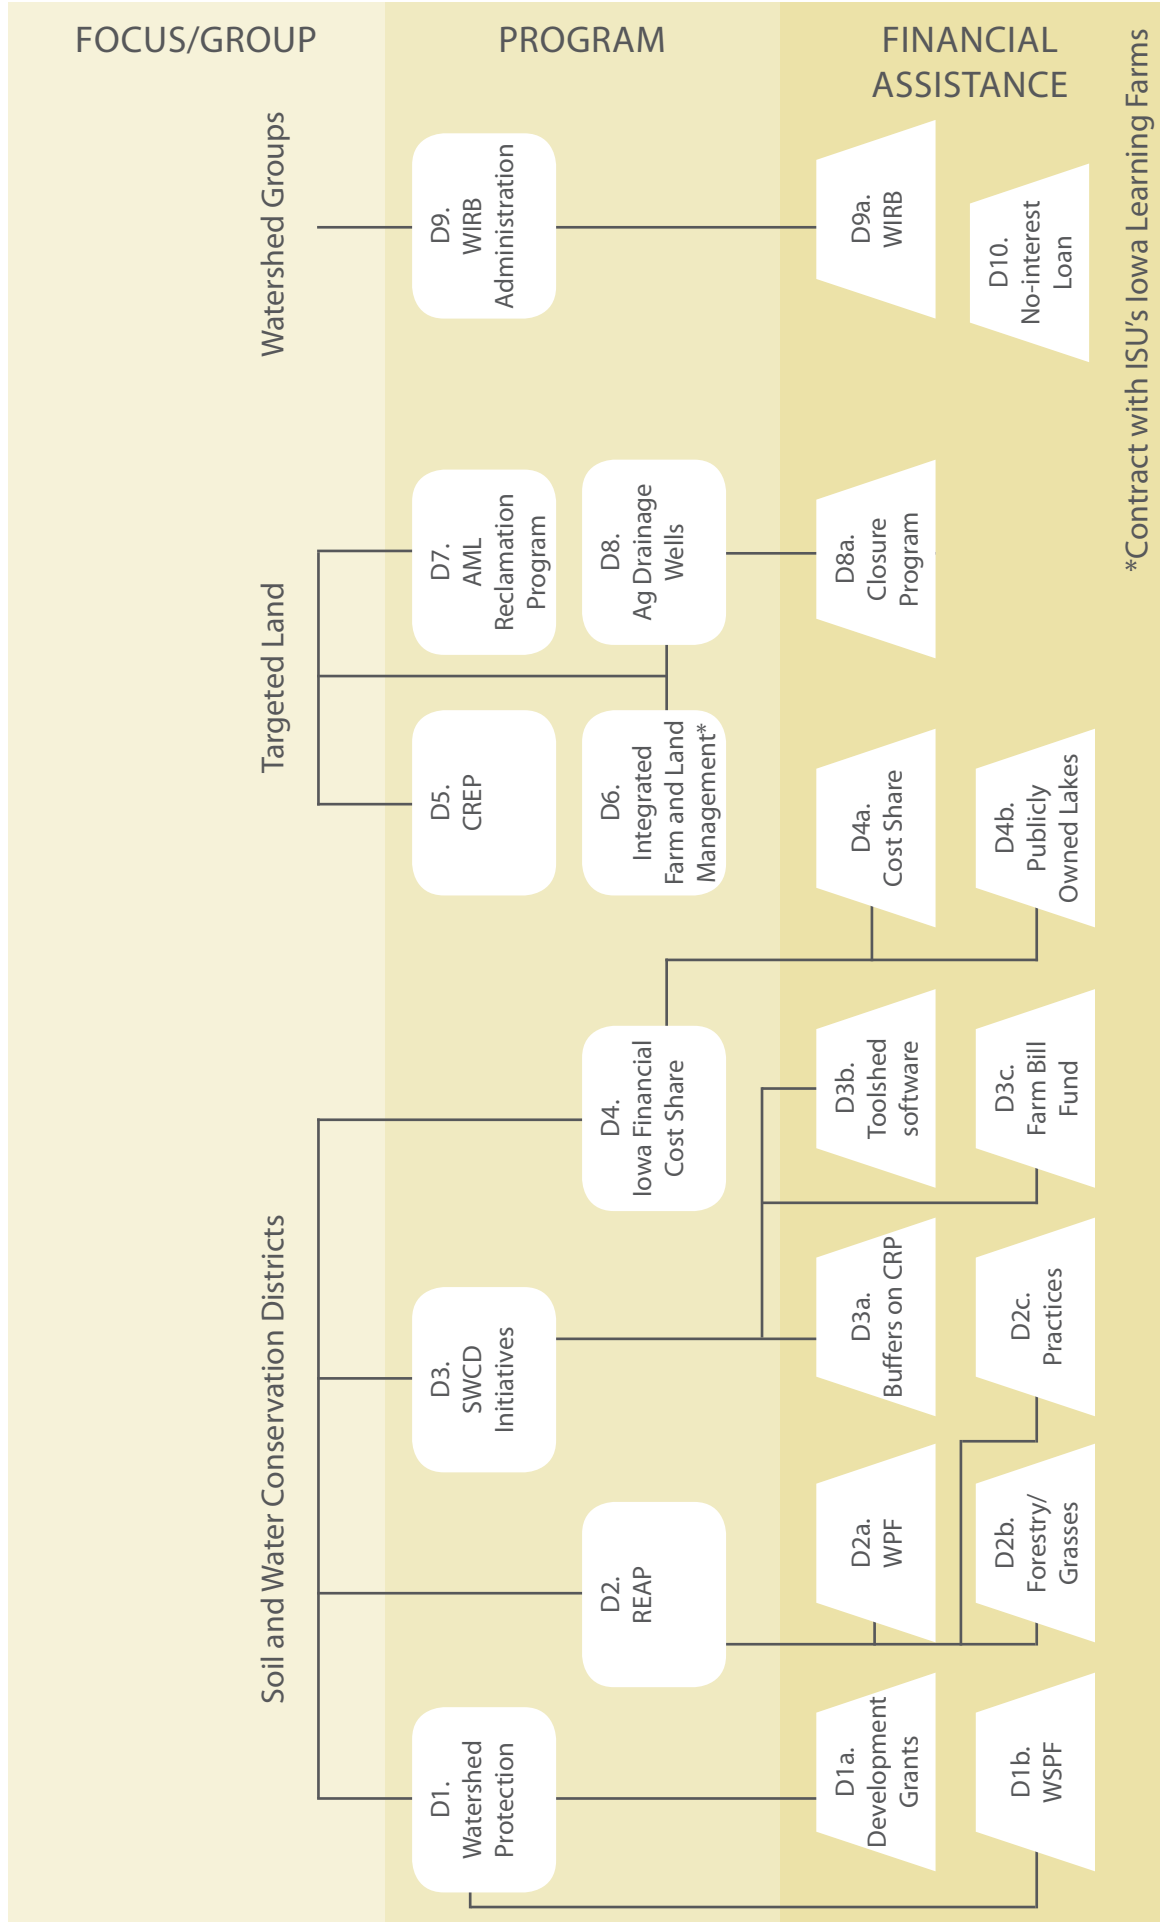 FOCUS/GROUP
PROGRAM
FINANCIAL
ASSISTANCE
Soil and Water Conservation Districts
Targeted Land
Watershed Groups
D1.
Watershed
Protection
D2.
REAP
D3.
SWCD
Initiatives
D4.
Iowa Financial
Cost Share
D5.
CREP
D6.
Integrated
Farm and Land
Management*
D7.
AML
Reclamation
Program
D8.
Ag Drainage
Wells
D9.
WIRB
Administration
D1a.
Development
Grants
D1b.
WSPF
D2a.
WPF
D2b.
Forestry/
Grasses
D2c.
Practices
D3a.
Buffers on CRP
D3b.
Toolshed
software
D3c.
Farm Bill
Fund
D4a.
Cost Share
D4b.
Publicly
Owned Lakes
D8a.
Closure
Program
D9a.
WIRB
D10.
No-interest
Loan
*Contract with ISU's Iowa Learning Farms